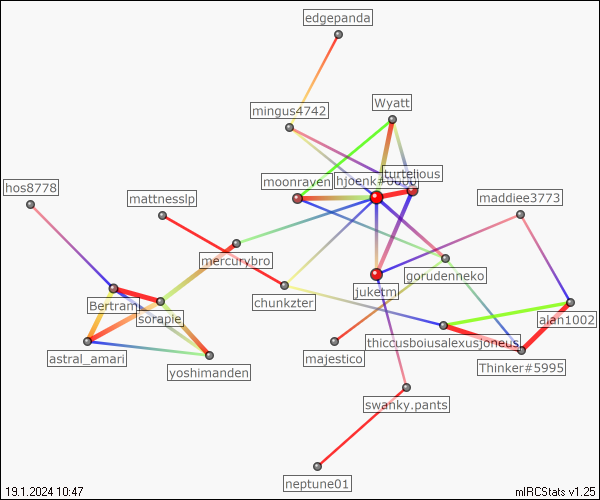 edgepanda
mingus4742
Wyatt
turtelious
moonraven
hjoenk#0000
hos8778
mattnesslp
maddiee3773
mercurybro
gorudenneko
juketm
chunkzter
Bertram
sorapie
alan1002
thiccusboiusalexusjoneus
astral_amari
majestico
yoshimanden
Thinker#5995
swanky.pants
neptune01
19.1.2024 10:47
mIRCStats v1.25